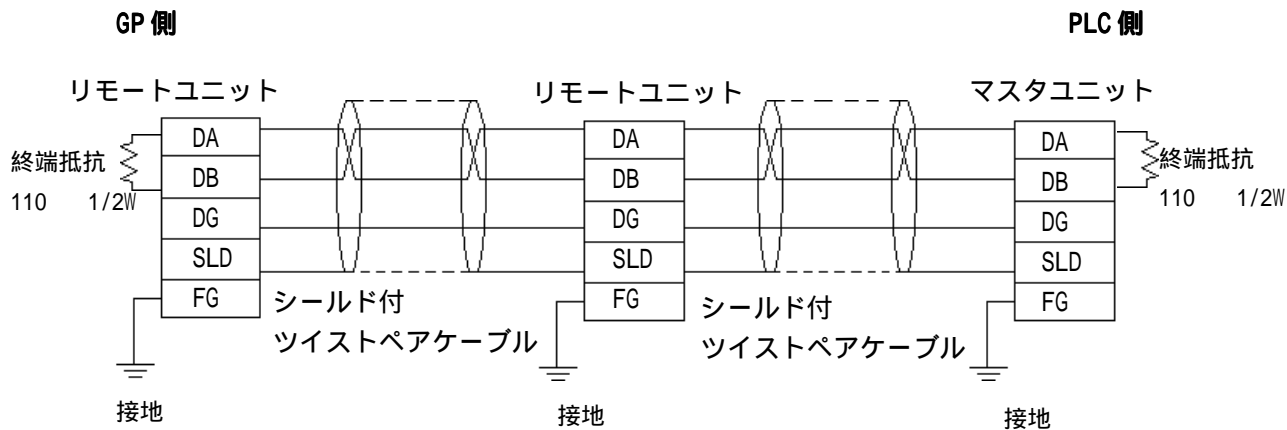 GP側
PLC側
リモートユニット
リモートユニット
マスタユニット
終端抵抗
110 1/2W
DA
DB
DG
SLD
FG
DA
DB
DG
SLD
FG
DA
DB
DG
SLD
FG
終端抵抗
110 1/2W
シールド付
ツイストペアケーブル
シールド付
ツイストペアケーブル
接地
接地
接地